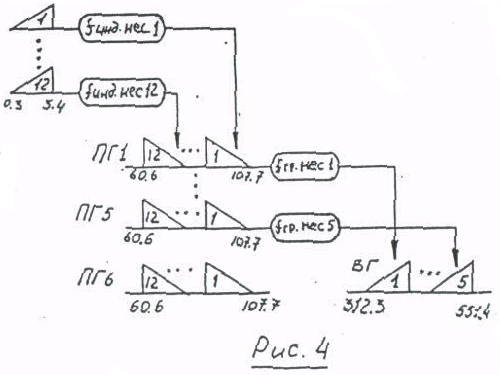 1
fинд.нес 1
12
fинд.нес 12
0.3 3.4
ПГ1 12 ... 1 fгр.нес 1
60.6 107.7
ПГ5 12 ... 1 fгр.нес 5
60.6 107.7
ПГ6 12 ... 1
60.6 107.7
ВГ 1 ... 5
312.3 551.4
Рис. 4